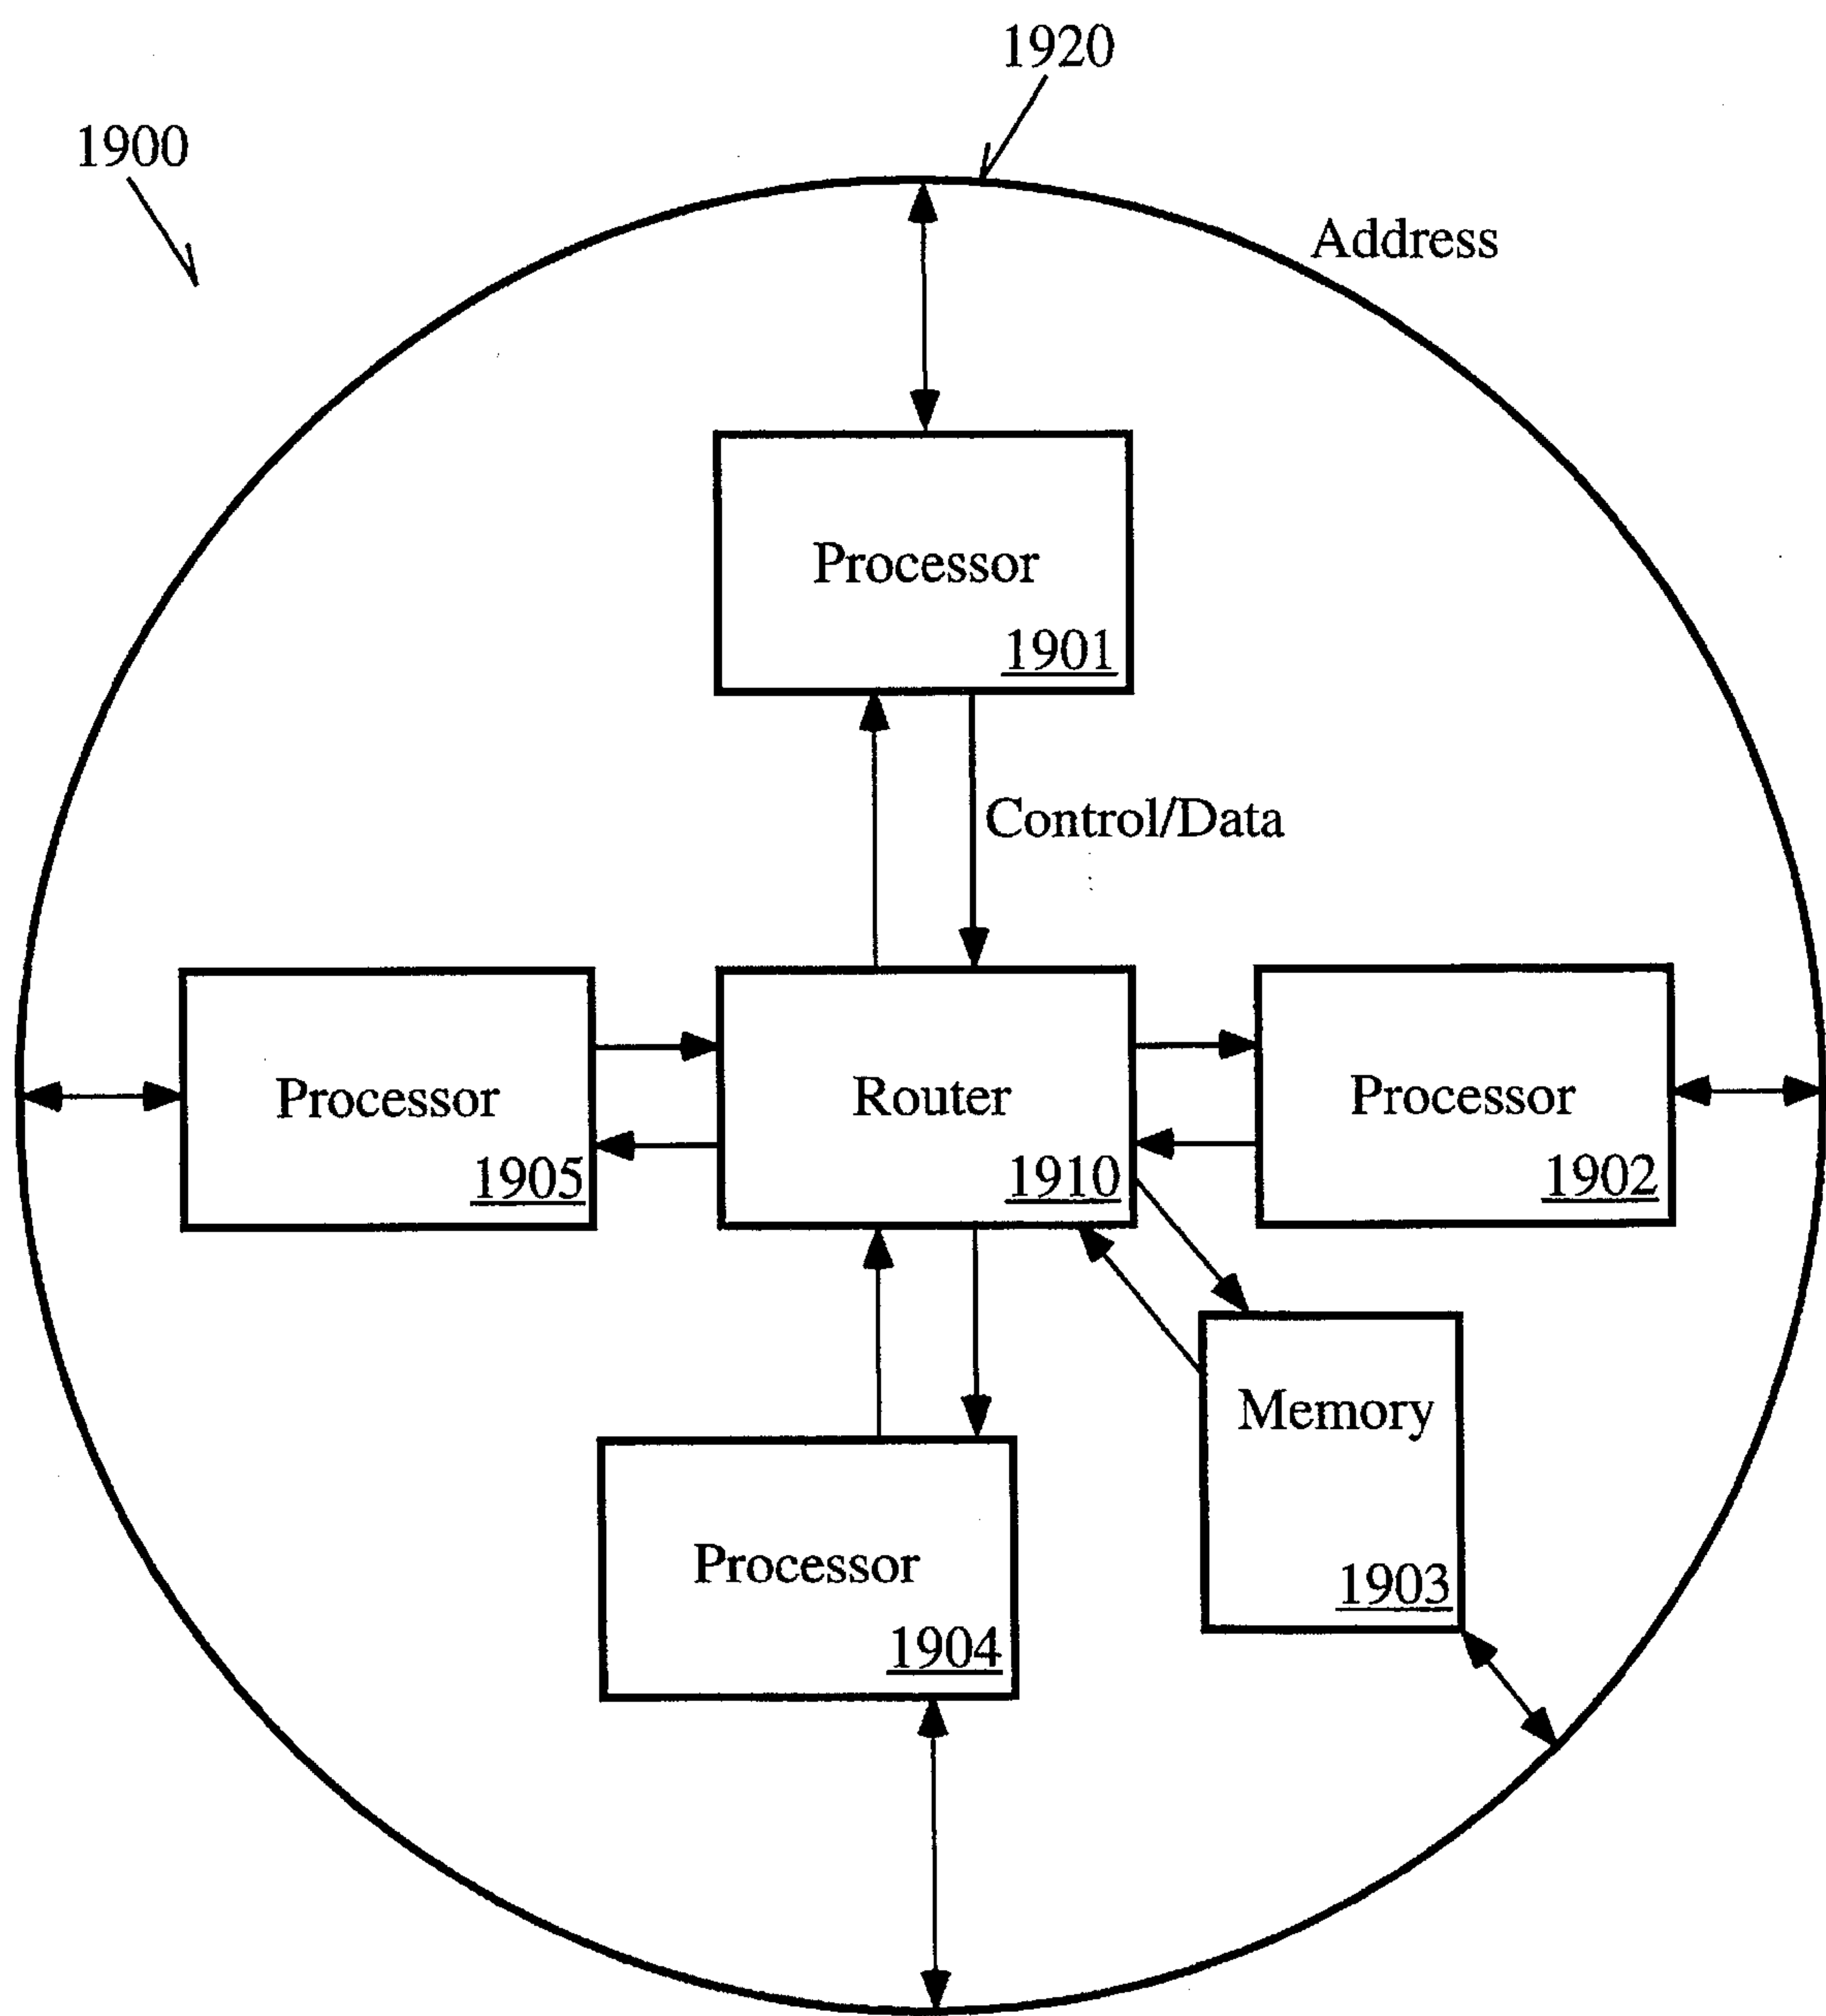 1920
1900
Address
Processor
1901
Control/Data
Processor
1905
Router
1910
Processor
1902
Memory
1903
Processor
1904